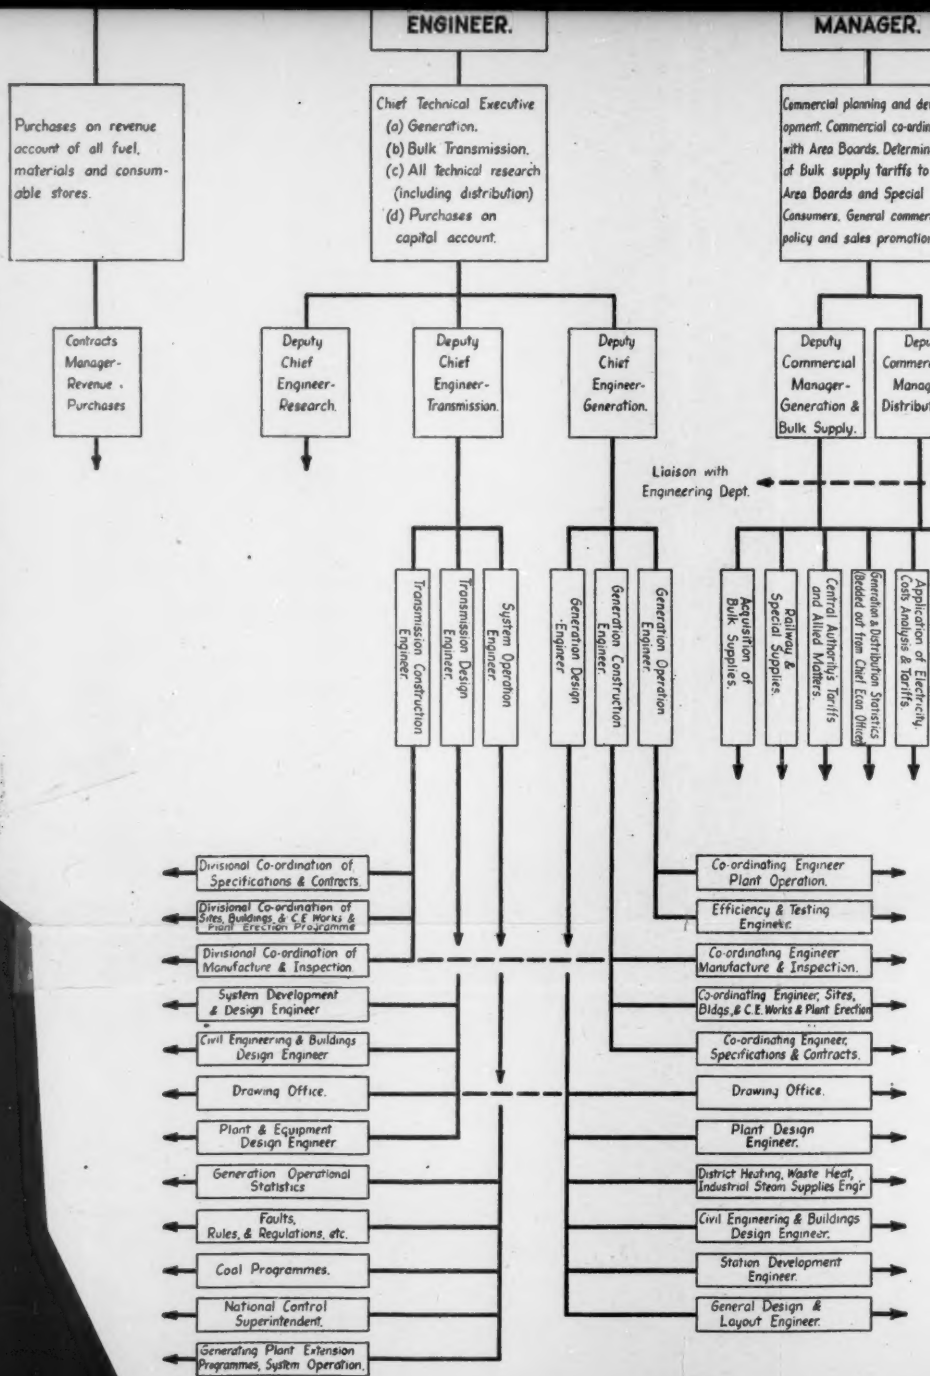 ENGINEER.
MANAGER.
Purchases on revenue
account of all fuel,
materials and consum-
able stores.
Chief Technical Executive
(a) Generation.
(b) Bulk Transmission.
(c) All technical research
(including distribution)
(d) Purchases on
capital account.
Commercial planning and de
opment. Commercial co-ordin
with Area Boards. Determin
of Bulk supply tariffs to
Area Boards and Special
Consumers. General commer
policy and sales promotion
Contracts
Manager-
Revenue
Purchases
Deputy
Chief
Engineer-
Research.
Deputy
Chief
Engineer-
Transmission.
Deputy
Chief
Engineer-
Generation.
Deputy
Commercial
Manager-
Generation &
Bulk Supply.
Depu
Commer
Manag
Distribut
Liaison with
Engineering Dept.
Transmission Construction
Engineer.
Transmission Design
Engineer.
System Operation
Engineer.
Generation Design
-Engineer
Generation Construction
Engineer.
Generation Operation
Engineer.
Acquisition of
Bulk Supplies.
Railway &
Special Supplies.
Central Authority's Tariffs
and Allied Matters.
Generation & Distribution Statistics
(Bedded out from Chief Econ Office)
Application of Electricity.
Costs Analysis & Tariffs.
Divisional Co-ordination of
Specifications & Contracts.
Divisional Co-ordination of
Sites, Buildings, & C.E Works &
Plant Erection Programme
Divisional Co-ordination of
Manufacture & Inspection
System Development
& Design Engineer
Civil Engineering & Buildings
Design Engineer
Drawing Office.
Plant & Equipment
Design Engineer
Generation Operational
Statistics
Faults,
Rules, & Regulations, etc.
Coal Programmes.
National Control
Superintendent.
Generating Plant Extension
Programmes, System Operation.
Co-ordinating Engineer
Plant Operation.
Efficiency & Testing
Engineer.
Co-ordinating Engineer
Manufacture & Inspection.
Co-ordinating Engineer, Sites,
Bldgs, & C.E. Works & Plant Erection
Co-ordinating Engineer,
Specifications & Contracts.
Drawing Office.
Plant Design
Engineer.
District Heating, Waste Heat,
Industrial Steam Supplies Eng'r
Civil Engineering & Buildings
Design Engineer.
Station Development
Engineer.
General Design &
Layout Engineer.